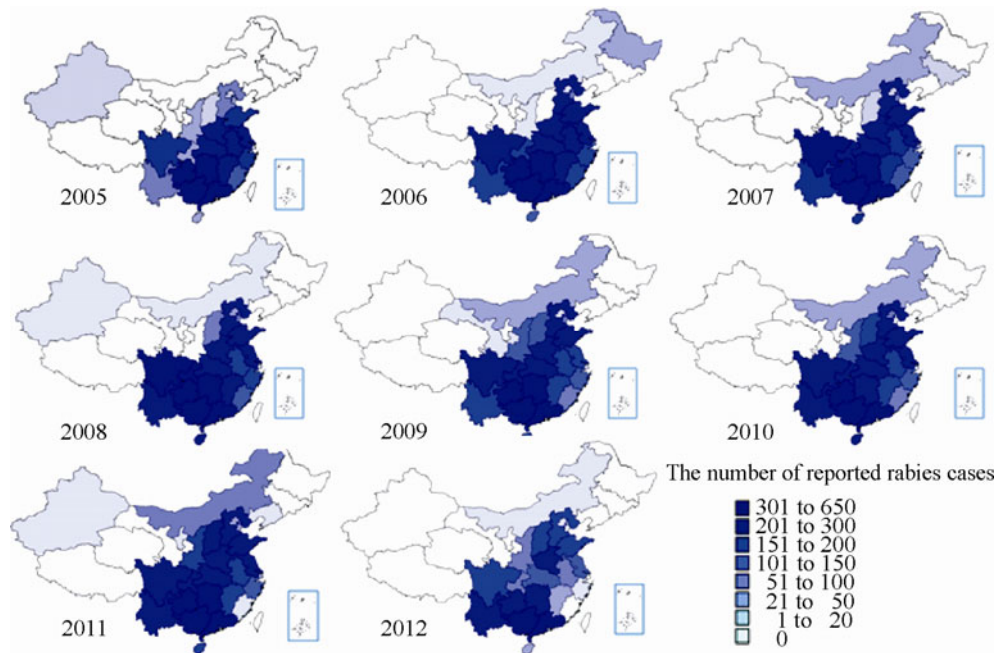 2005
2006
2007
2008
2009
2010
2011
2012
The number of reported rabies cases
301 to 650
201 to 300
151 to 200
101 to 150
51 to 100
21 to 50
1 to 20
0